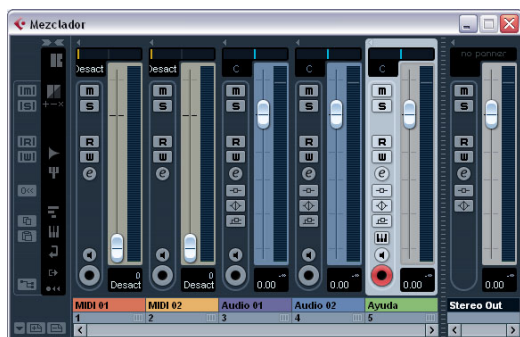 Mezclador
no panner
Desact Desact C C C
m m m m m
s s s s s
[m]
[s]
R R R R R R
W W W W W W
[R]
[W]
e e e e e e
0 0 -∞ -∞ -∞ -∞
Desact Desact 0.00 0.00 0.00 0.00
MIDI 01 MIDI 02 Audio 01 Audio 02 Ayuda Stereo Out
1 2 3 4 5